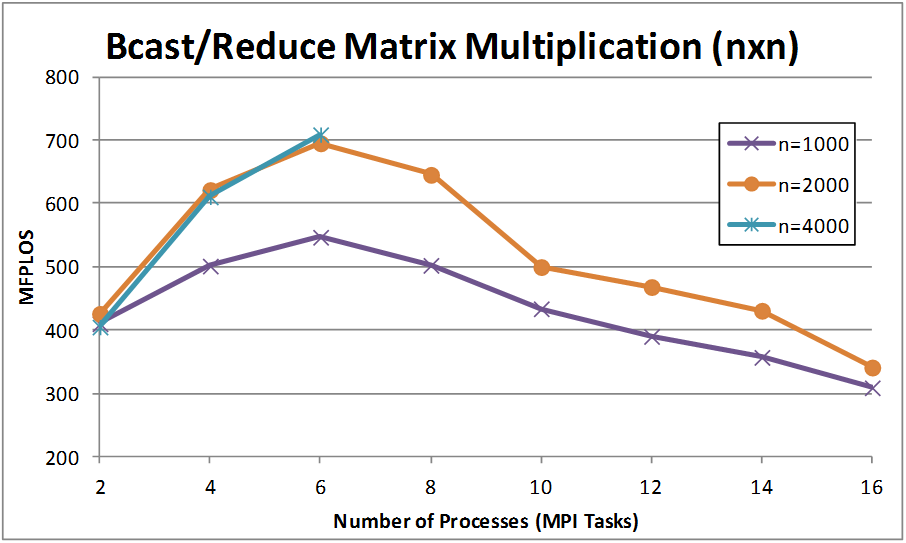 Bcast/Reduce Matrix Multiplication (nxn)
800
700
600
500
400
300
200
MFPLOS
n=1000
n=2000
n=4000
2 4 6 8 10 12 14 16
Number of Processes (MPI Tasks)